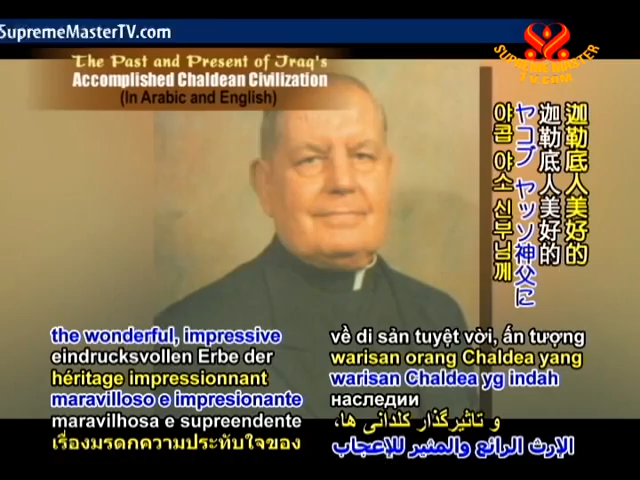 SupremeMasterTV.com
The Past and Present of Iraq's
Accomplished Chaldean Civilization
(In Arabic and English)
SUPREME MASTER
TV.COM
迦勒底人美好的
迦勒底人美好的
ヤコブ ヤッソ神父に
야콥 야소 신부님께
the wonderful, impressive
eindrucksvollen Erbe der
héritage impressionnant
maravilloso e impresionante
maravilhosa e supreendente
เรื่องมรดกความประทับใจของ
về di sản tuyệt vời, ấn tượng
warisan orang Chaldea yang
warisan Chaldea yg indah
наследии
و تاثیرگذار کلدانی ها،
الإرث الرائع والمثير للإعجاب